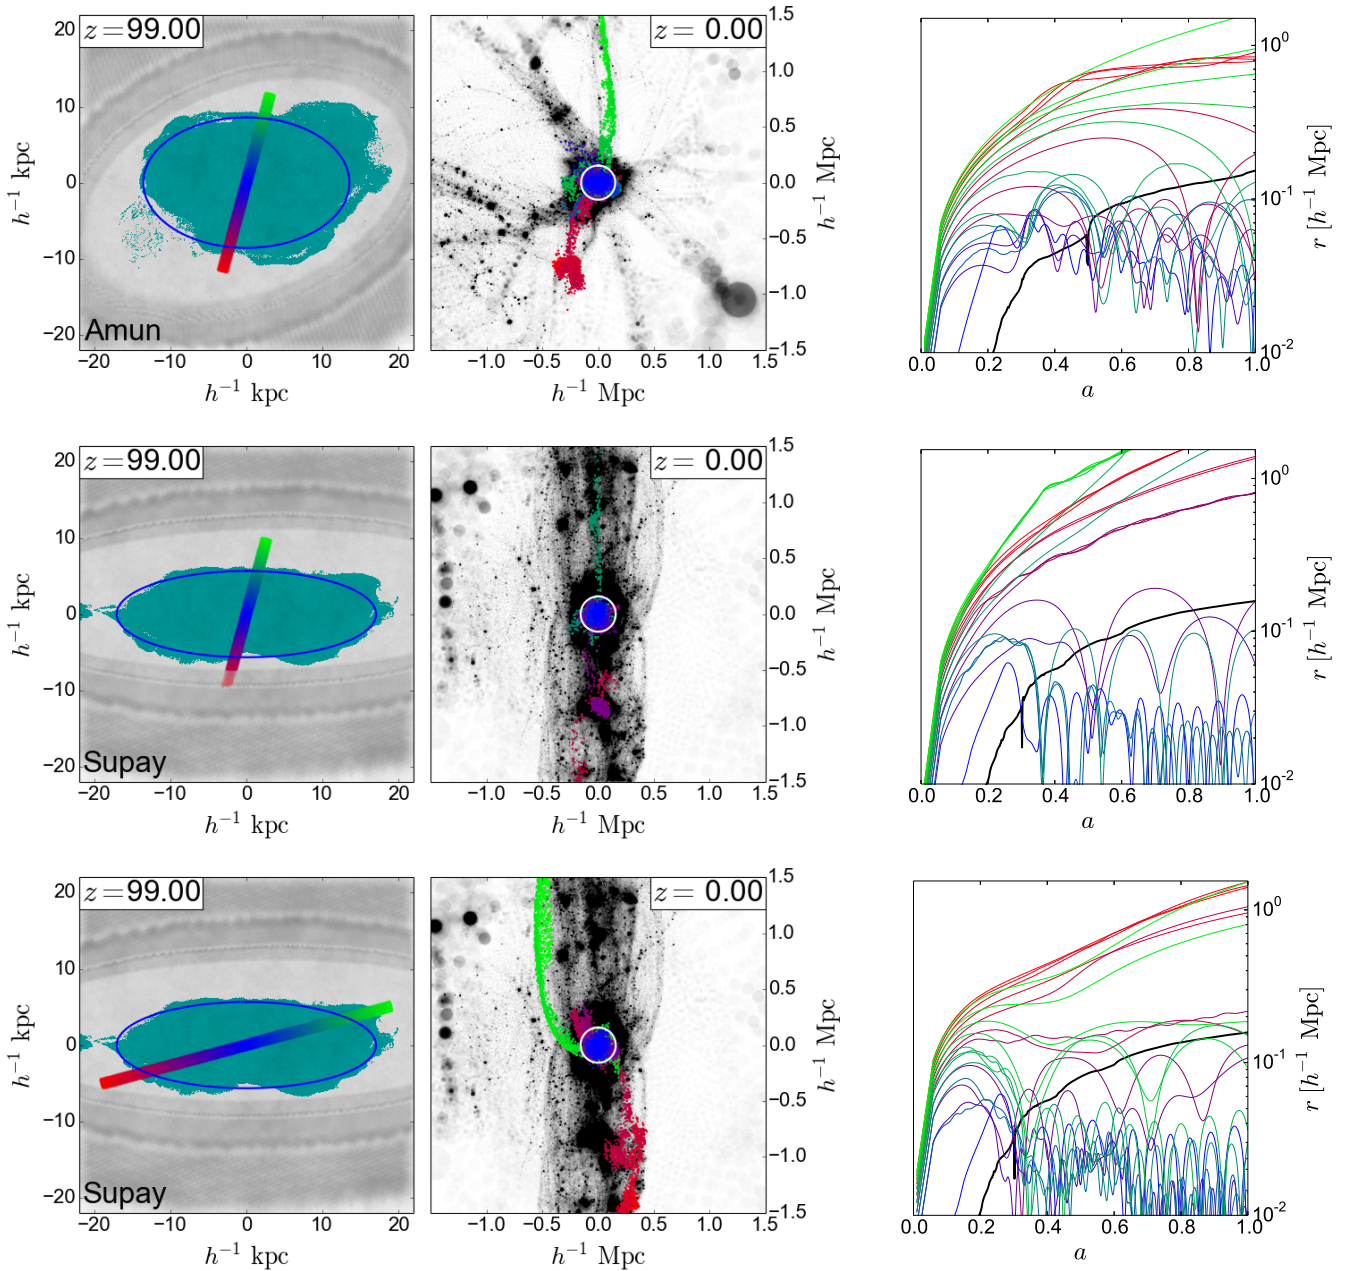 z=99.00
z= 0.00
20
10
0
−10
−20
h⁻¹ kpc
Amun
−20 −10 0 10 20
h⁻¹ kpc
1.5
1.0
0.5
0.0
−0.5
−1.0
−1.5
h⁻¹ Mpc
−1.0 −0.5 0.0 0.5 1.0 1.5
h⁻¹ Mpc
10⁰
10⁻¹
10⁻²
r [h⁻¹ Mpc]
0.0 0.2 0.4 0.6 0.8 1.0
a
z=99.00
z= 0.00
20
10
0
−10
−20
h⁻¹ kpc
Supay
−20 −10 0 10 20
h⁻¹ kpc
1.5
1.0
0.5
0.0
−0.5
−1.0
−1.5
h⁻¹ Mpc
−1.0 −0.5 0.0 0.5 1.0 1.5
h⁻¹ Mpc
10⁰
10⁻¹
10⁻²
r [h⁻¹ Mpc]
0.0 0.2 0.4 0.6 0.8 1.0
a
z=99.00
z= 0.00
20
10
0
−10
−20
h⁻¹ kpc
Supay
−20 −10 0 10 20
h⁻¹ kpc
1.5
1.0
0.5
0.0
−0.5
−1.0
−1.5
h⁻¹ Mpc
−1.0 −0.5 0.0 0.5 1.0 1.5
h⁻¹ Mpc
10⁰
10⁻¹
10⁻²
r [h⁻¹ Mpc]
0.0 0.2 0.4 0.6 0.8 1.0
a